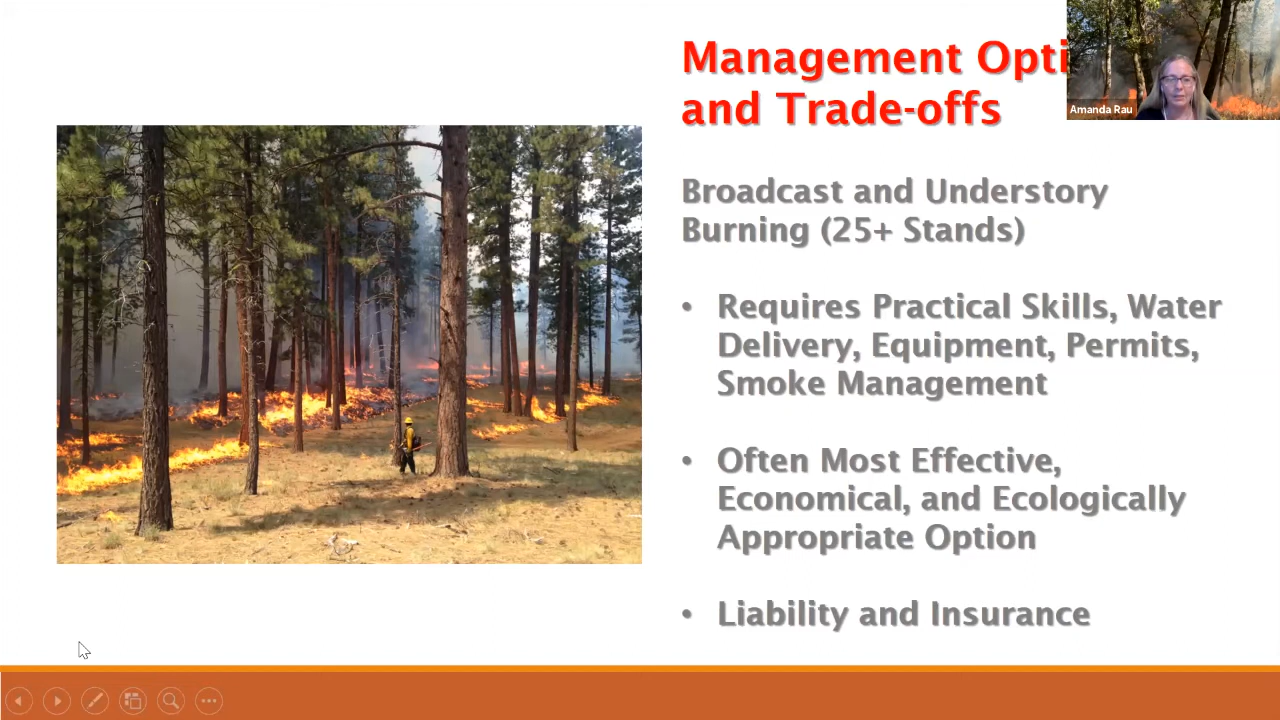 Management Opti
and Trade-offs
Amanda Rau
Broadcast and Understory
Burning (25+ Stands)
• Requires Practical Skills, Water
Delivery, Equipment, Permits,
Smoke Management
• Often Most Effective,
Economical, and Ecologically
Appropriate Option
• Liability and Insurance